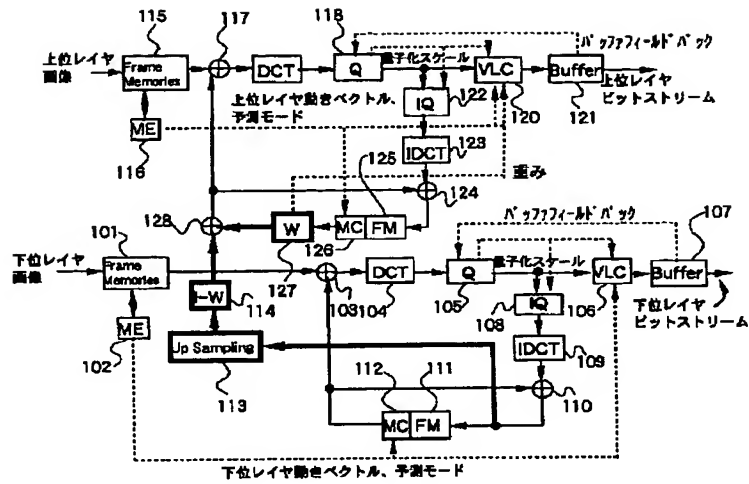 115
117
118
バッファフィールドバック
上位レイヤ
画像
Frame
Memories
DCT
Q
量子化スケール
VLC
Buffer
上位レイヤ
ビットストリーム
ME
116
上位レイヤ動きベクトル、
予測モード
IQ
122
120
121
IDCT
123
125
重み
124
128
W
MC
FM
126
127
101
バッファフィールドバック
107
下位レイヤ
画像
Frame
Memories
DCT
Q
量子化スケール
VLC
Buffer
103
104
105
106
下位レイヤ
ビットストリーム
I-W
114
ME
102
Up Sampling
113
IQ
108
IDCT
109
112
111
MC
FM
110
下位レイヤ動きベクトル、予測モード